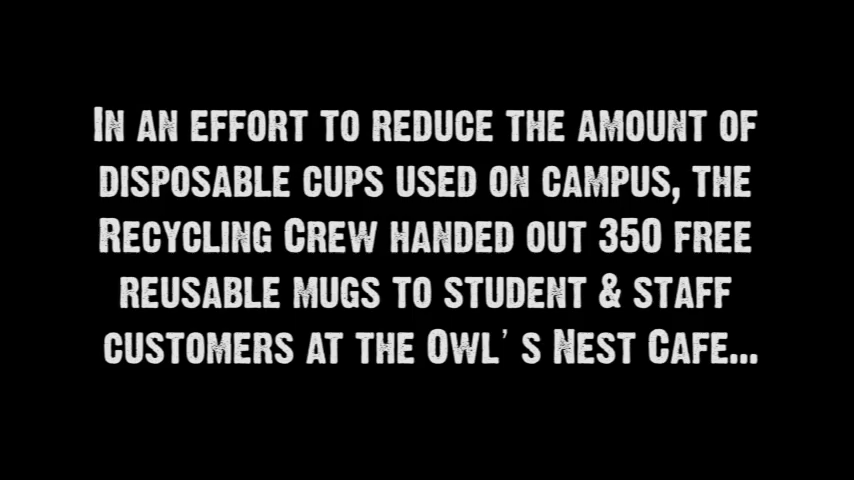 In an effort to reduce the amount of
disposable cups used on campus, the
Recycling Crew handed out 350 free
reusable mugs to student & staff
customers at the Owl's Nest Cafe...